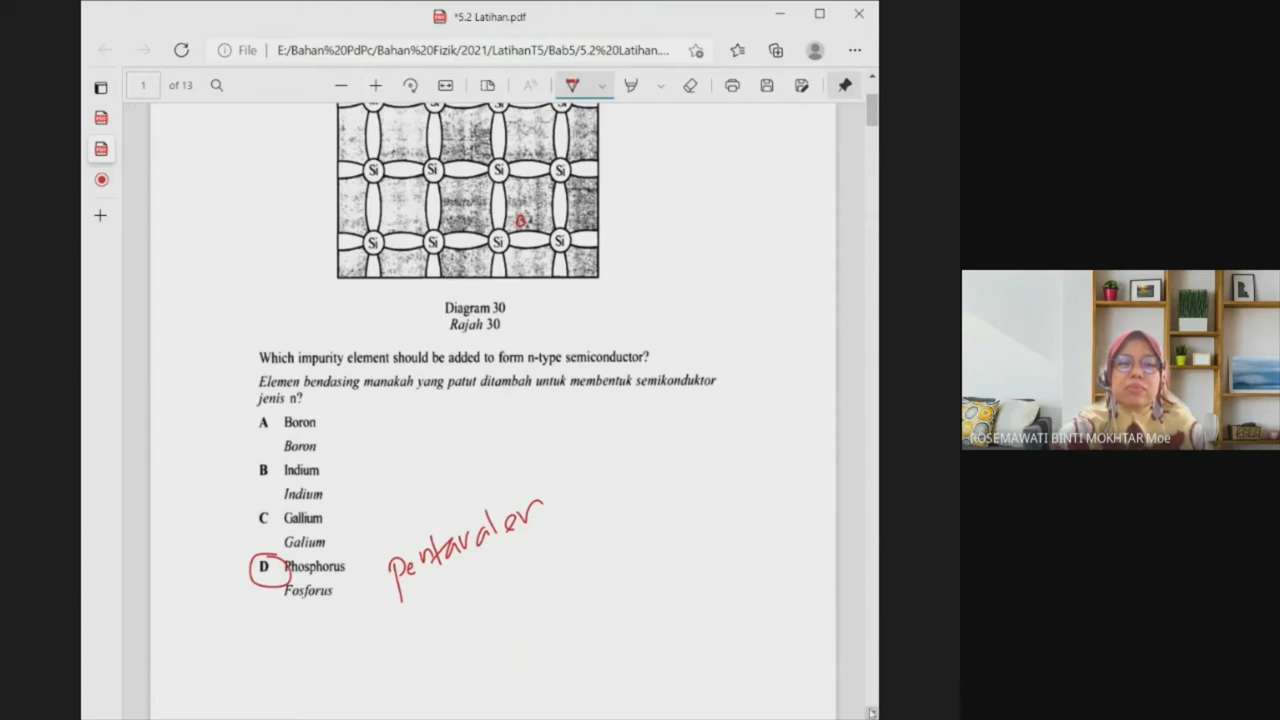 *5.2 Latihan.pdf
File E:/Bahan%20PdPc/Bahan%20Fizik/2021/LatihanT5/Bab5/5.2%20Latihan....
1 of 13
Si Si Si Si
B
Si Si Si Si
Diagram 30
Rajah 30
Which impurity element should be added to form n-type semiconductor?
Elemen bendasing manakah yang patut ditambah untuk membentuk semikonduktor
jenis n?
A Boron
Boron
B Indium
Indium
C Gallium
Galium
D Phosphorus
Fosforus
pentavalen
ROSEMAWATI BINTI MOKHTAR Moe